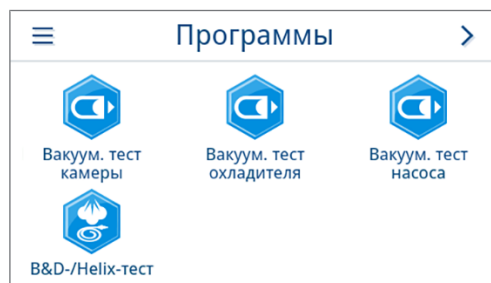 Программы
Вакуум. тест Вакуум. тест Вакуум. тест
камеры охладителя насоса
B&D-/Helix-тест